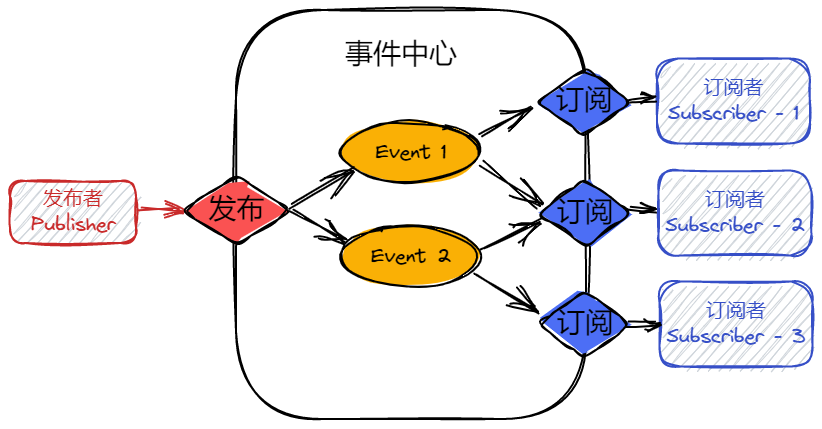 事件中心
发布者
Publisher
发布
Event 1
Event 2
订阅
订阅者
Subscriber - 1
订阅
订阅者
Subscriber - 2
订阅
订阅者
Subscriber - 3